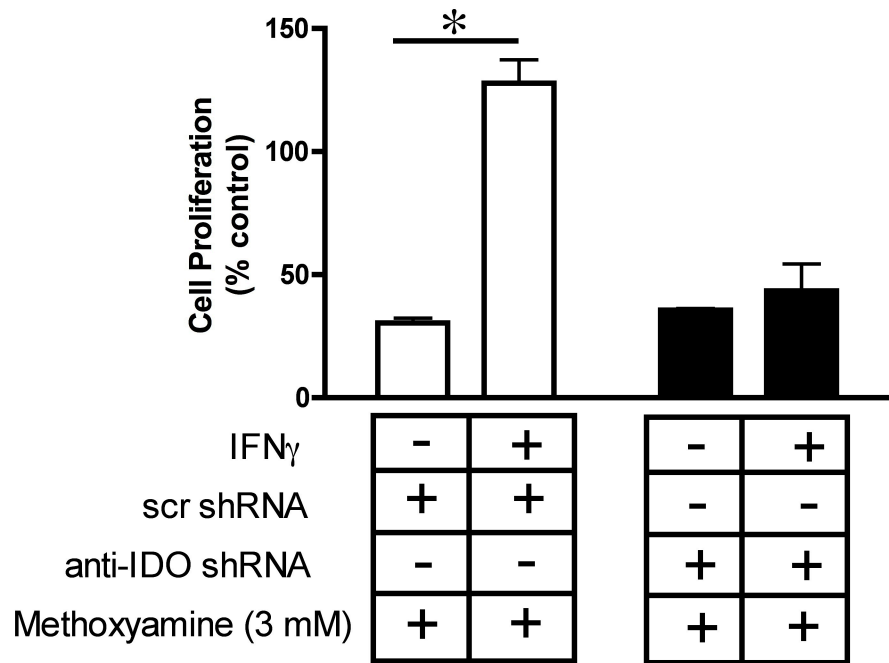 *
150
100
50
0
Cell Proliferation
(% control)
IFNγ - + - +
scr shRNA + + - -
anti-IDO shRNA - - + +
Methoxyamine (3 mM) + + + +